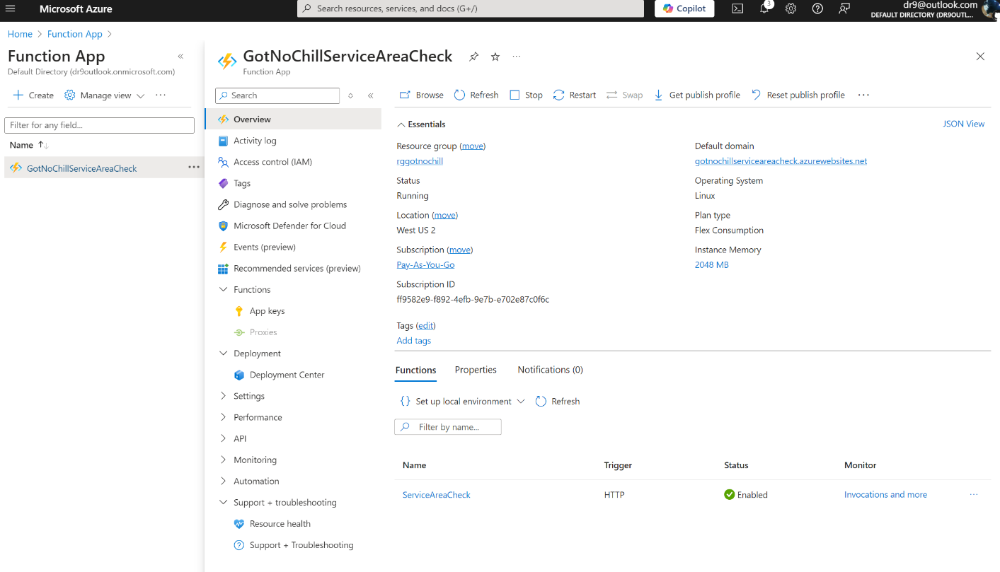 Microsoft Azure
Search resources, services, and docs (G+/)
Copilot
3
dr9@outlook.com
DEFAULT DIRECTORY (DR9OUTL...
Home > Function App >
Function App
Default Directory (dr9outlook.onmicrosoft.com)
Create
Manage view
...
Filter for any field...
Name
GotNoChillServiceAreaCheck
...
GotNoChillServiceAreaCheck
...
Function App
Search
Overview
Activity log
Access control (IAM)
Tags
Diagnose and solve problems
Microsoft Defender for Cloud
Events (preview)
Recommended services (preview)
Functions
App keys
Proxies
Deployment
Deployment Center
Settings
Performance
API
Monitoring
Automation
Support + troubleshooting
Resource health
Support + Troubleshooting
Browse Refresh Stop Restart Swap Get publish profile Reset publish profile ...
Essentials
JSON View
Resource group (move)
rggotnochill
Status
Running
Location (move)
West US 2
Subscription (move)
Pay-As-You-Go
Subscription ID
ff9582e9-f892-4efb-9e7b-e702e87c0f6c
Tags (edit)
Add tags
Default domain
gotnochillserviceareacheck.azurewebsites.net
Operating System
Linux
Plan type
Flex Consumption
Instance Memory
2048 MB
Functions Properties Notifications (0)
{} Set up local environment Refresh
Filter by name...
Name Trigger Status Monitor
ServiceAreaCheck HTTP Enabled Invocations and more ...